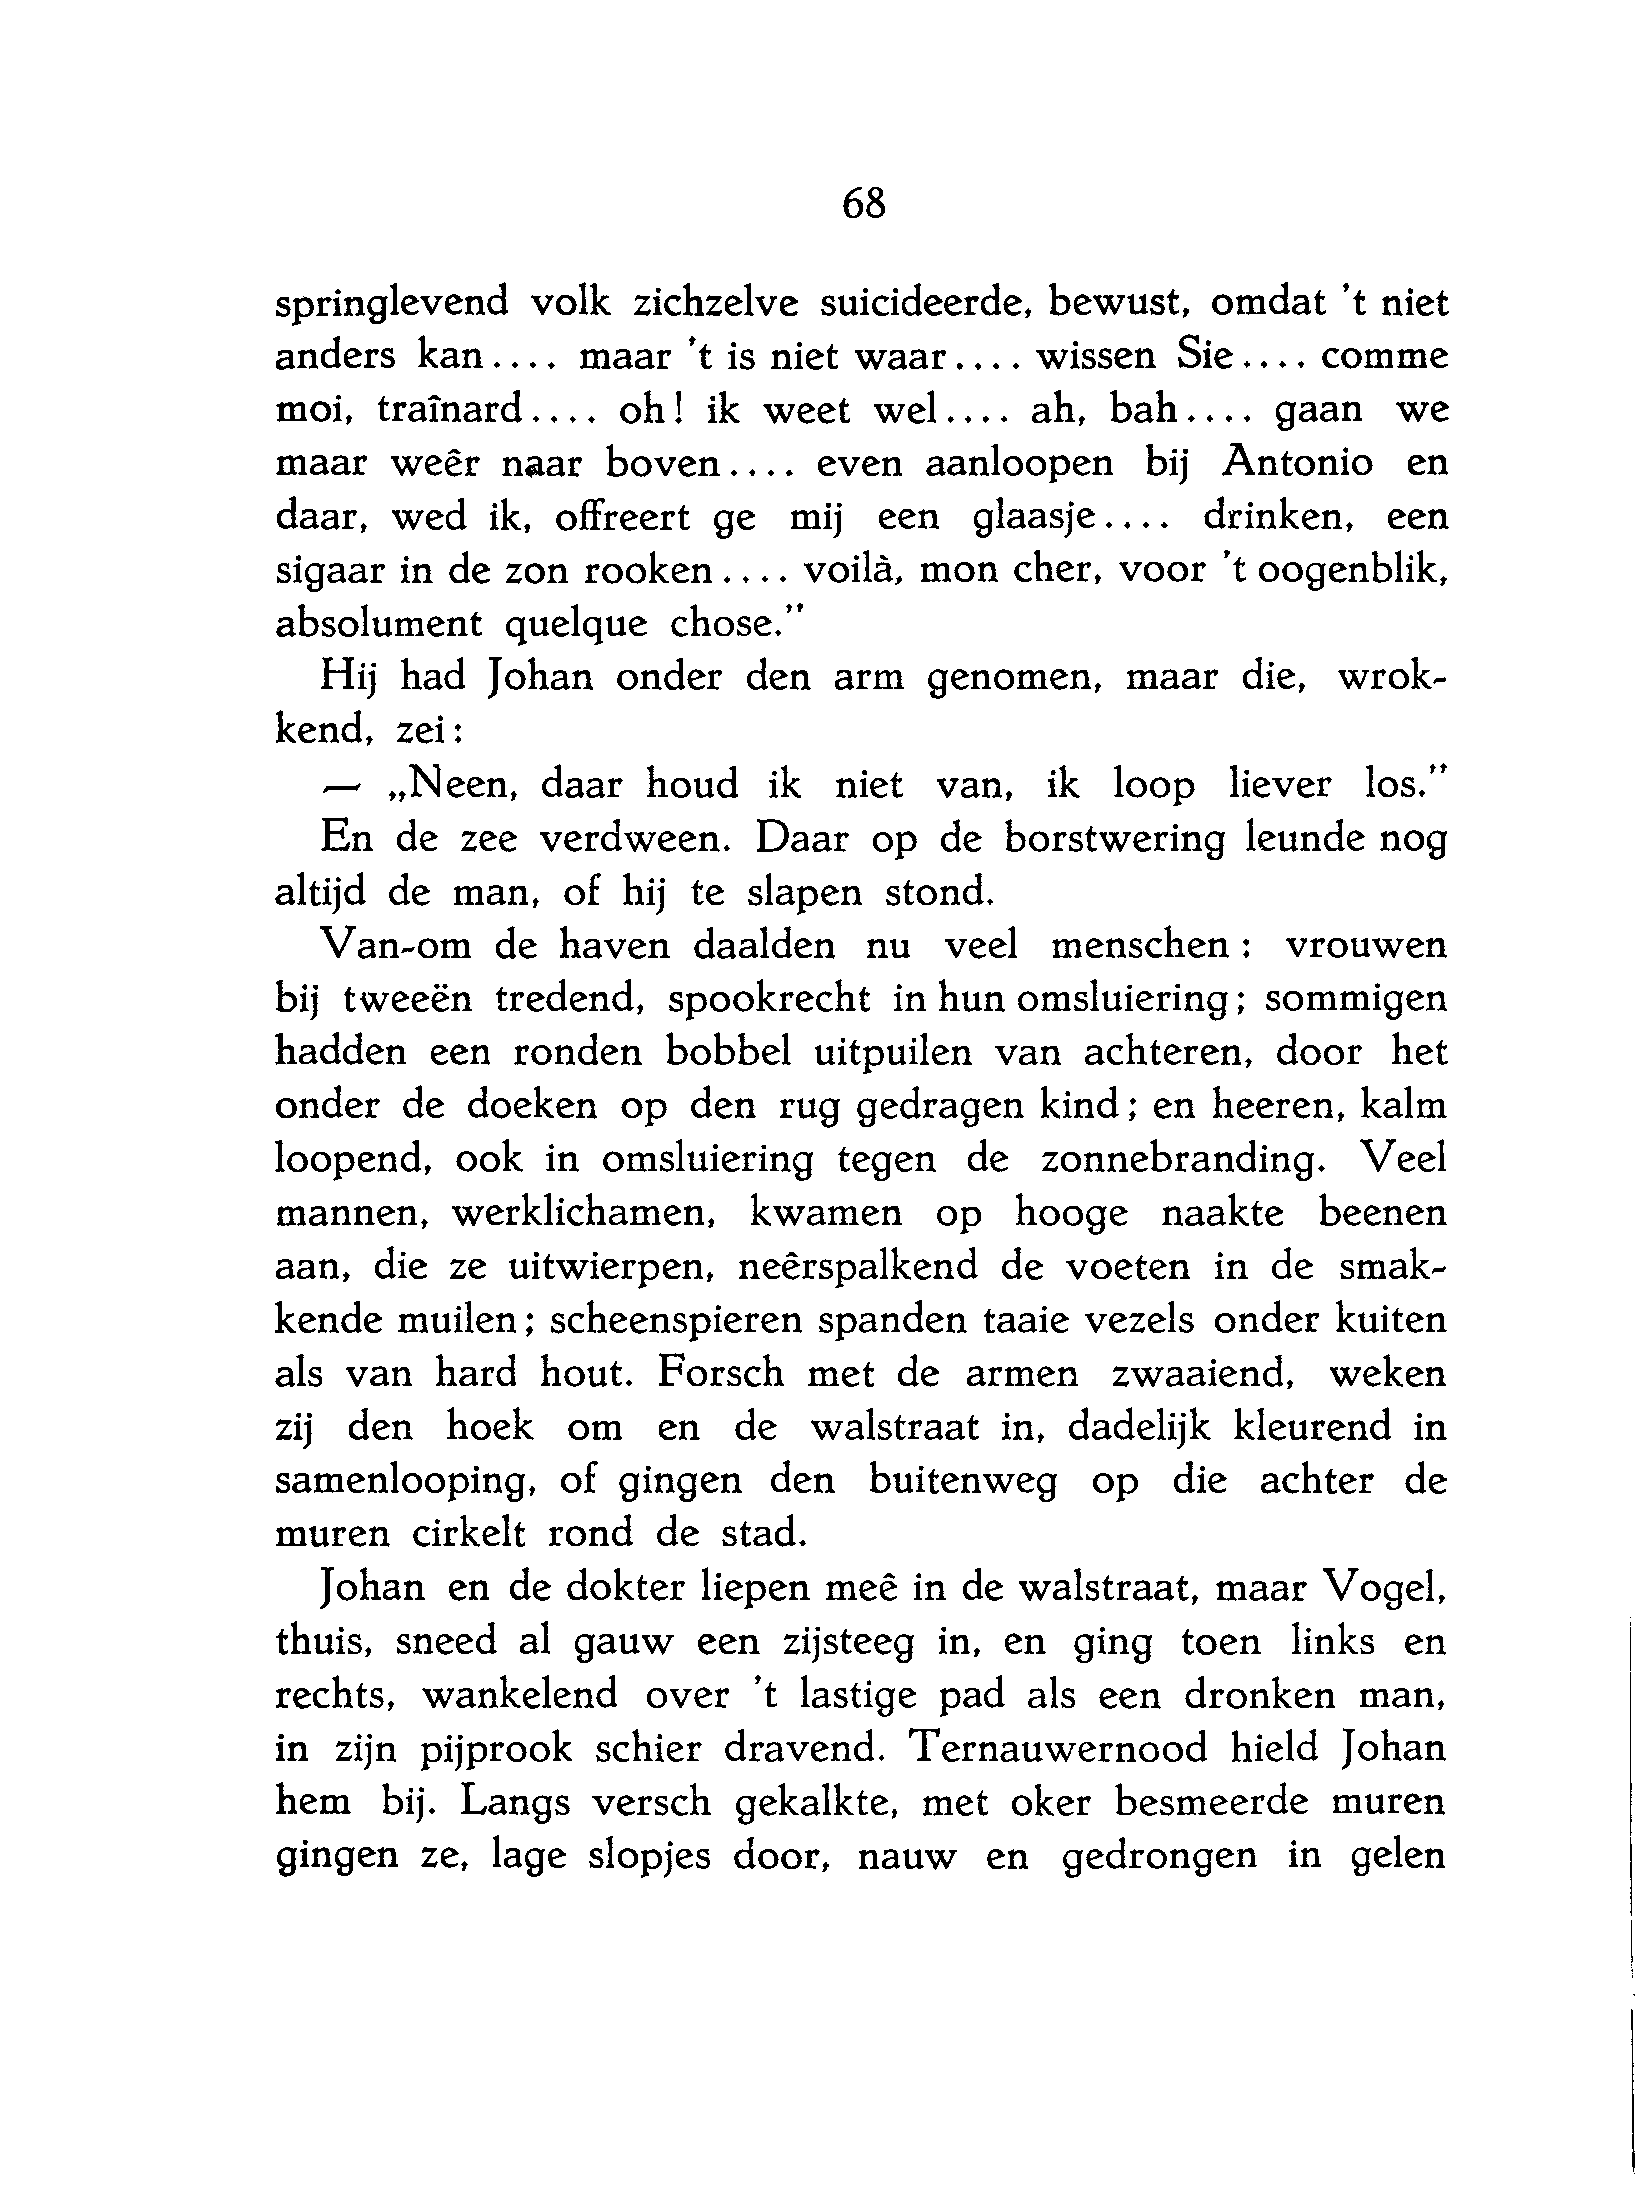 68
springlevend volk zichzelve suicideerde, bewust, omdat 't niet
anders kan.... maar 't is niet waar.... wissen Sie.... comme
moi, traînard.... oh! ik weet wel.... ah, bah.... gaan we
maar weêr naar boven.... even aanloopen bij Antonio en
daar, wed ik, offreert ge mij een glaasje.... drinken, een
sigaar in de zon rooken.... voilà, mon cher, voor 't oogenblik,
absolument quelque chose."
Hij had Johan onder den arm genomen, maar die, wrok-
kend, zei:
— „Neen, daar houd ik niet van, ik loop liever los."
En de zee verdween. Daar op de borstwering leunde nog
altijd de man, of hij te slapen stond.
Van-om de haven daalden nu veel menschen: vrouwen
bij tweeën tredend, spookrecht in hun omsluiering; sommigen
hadden een ronden bobbel uitpuilen van achteren, door het
onder de doeken op den rug gedragen kind; en heeren, kalm
loopend, ook in omsluiering tegen de zonnebranding. Veel
mannen, werklichamen, kwamen op hooge naakte beenen
aan, die ze uitwierpen, neêrspalkend de voeten in de smak-
kende muilen; scheenspieren spanden taaie vezels onder kuiten
als van hard hout. Forsch met de armen zwaaiend, weken
zij den hoek om en de walstraat in, dadelijk kleurend in
samenlooping, of gingen den buitenweg op die achter de
muren cirkelt rond de stad.
Johan en de dokter liepen meê in de walstraat, maar Vogel,
thuis, sneed al gauw een zijsteeg in, en ging toen links en
rechts, wankelend over 't lastige pad als een dronken man,
in zijn pijprook schier dravend. Ternauwernood hield Johan
hem bij. Langs versch gekalkte, met oker besmeerde muren
gingen ze, lage slopjes door, nauw en gedrongen in gelen